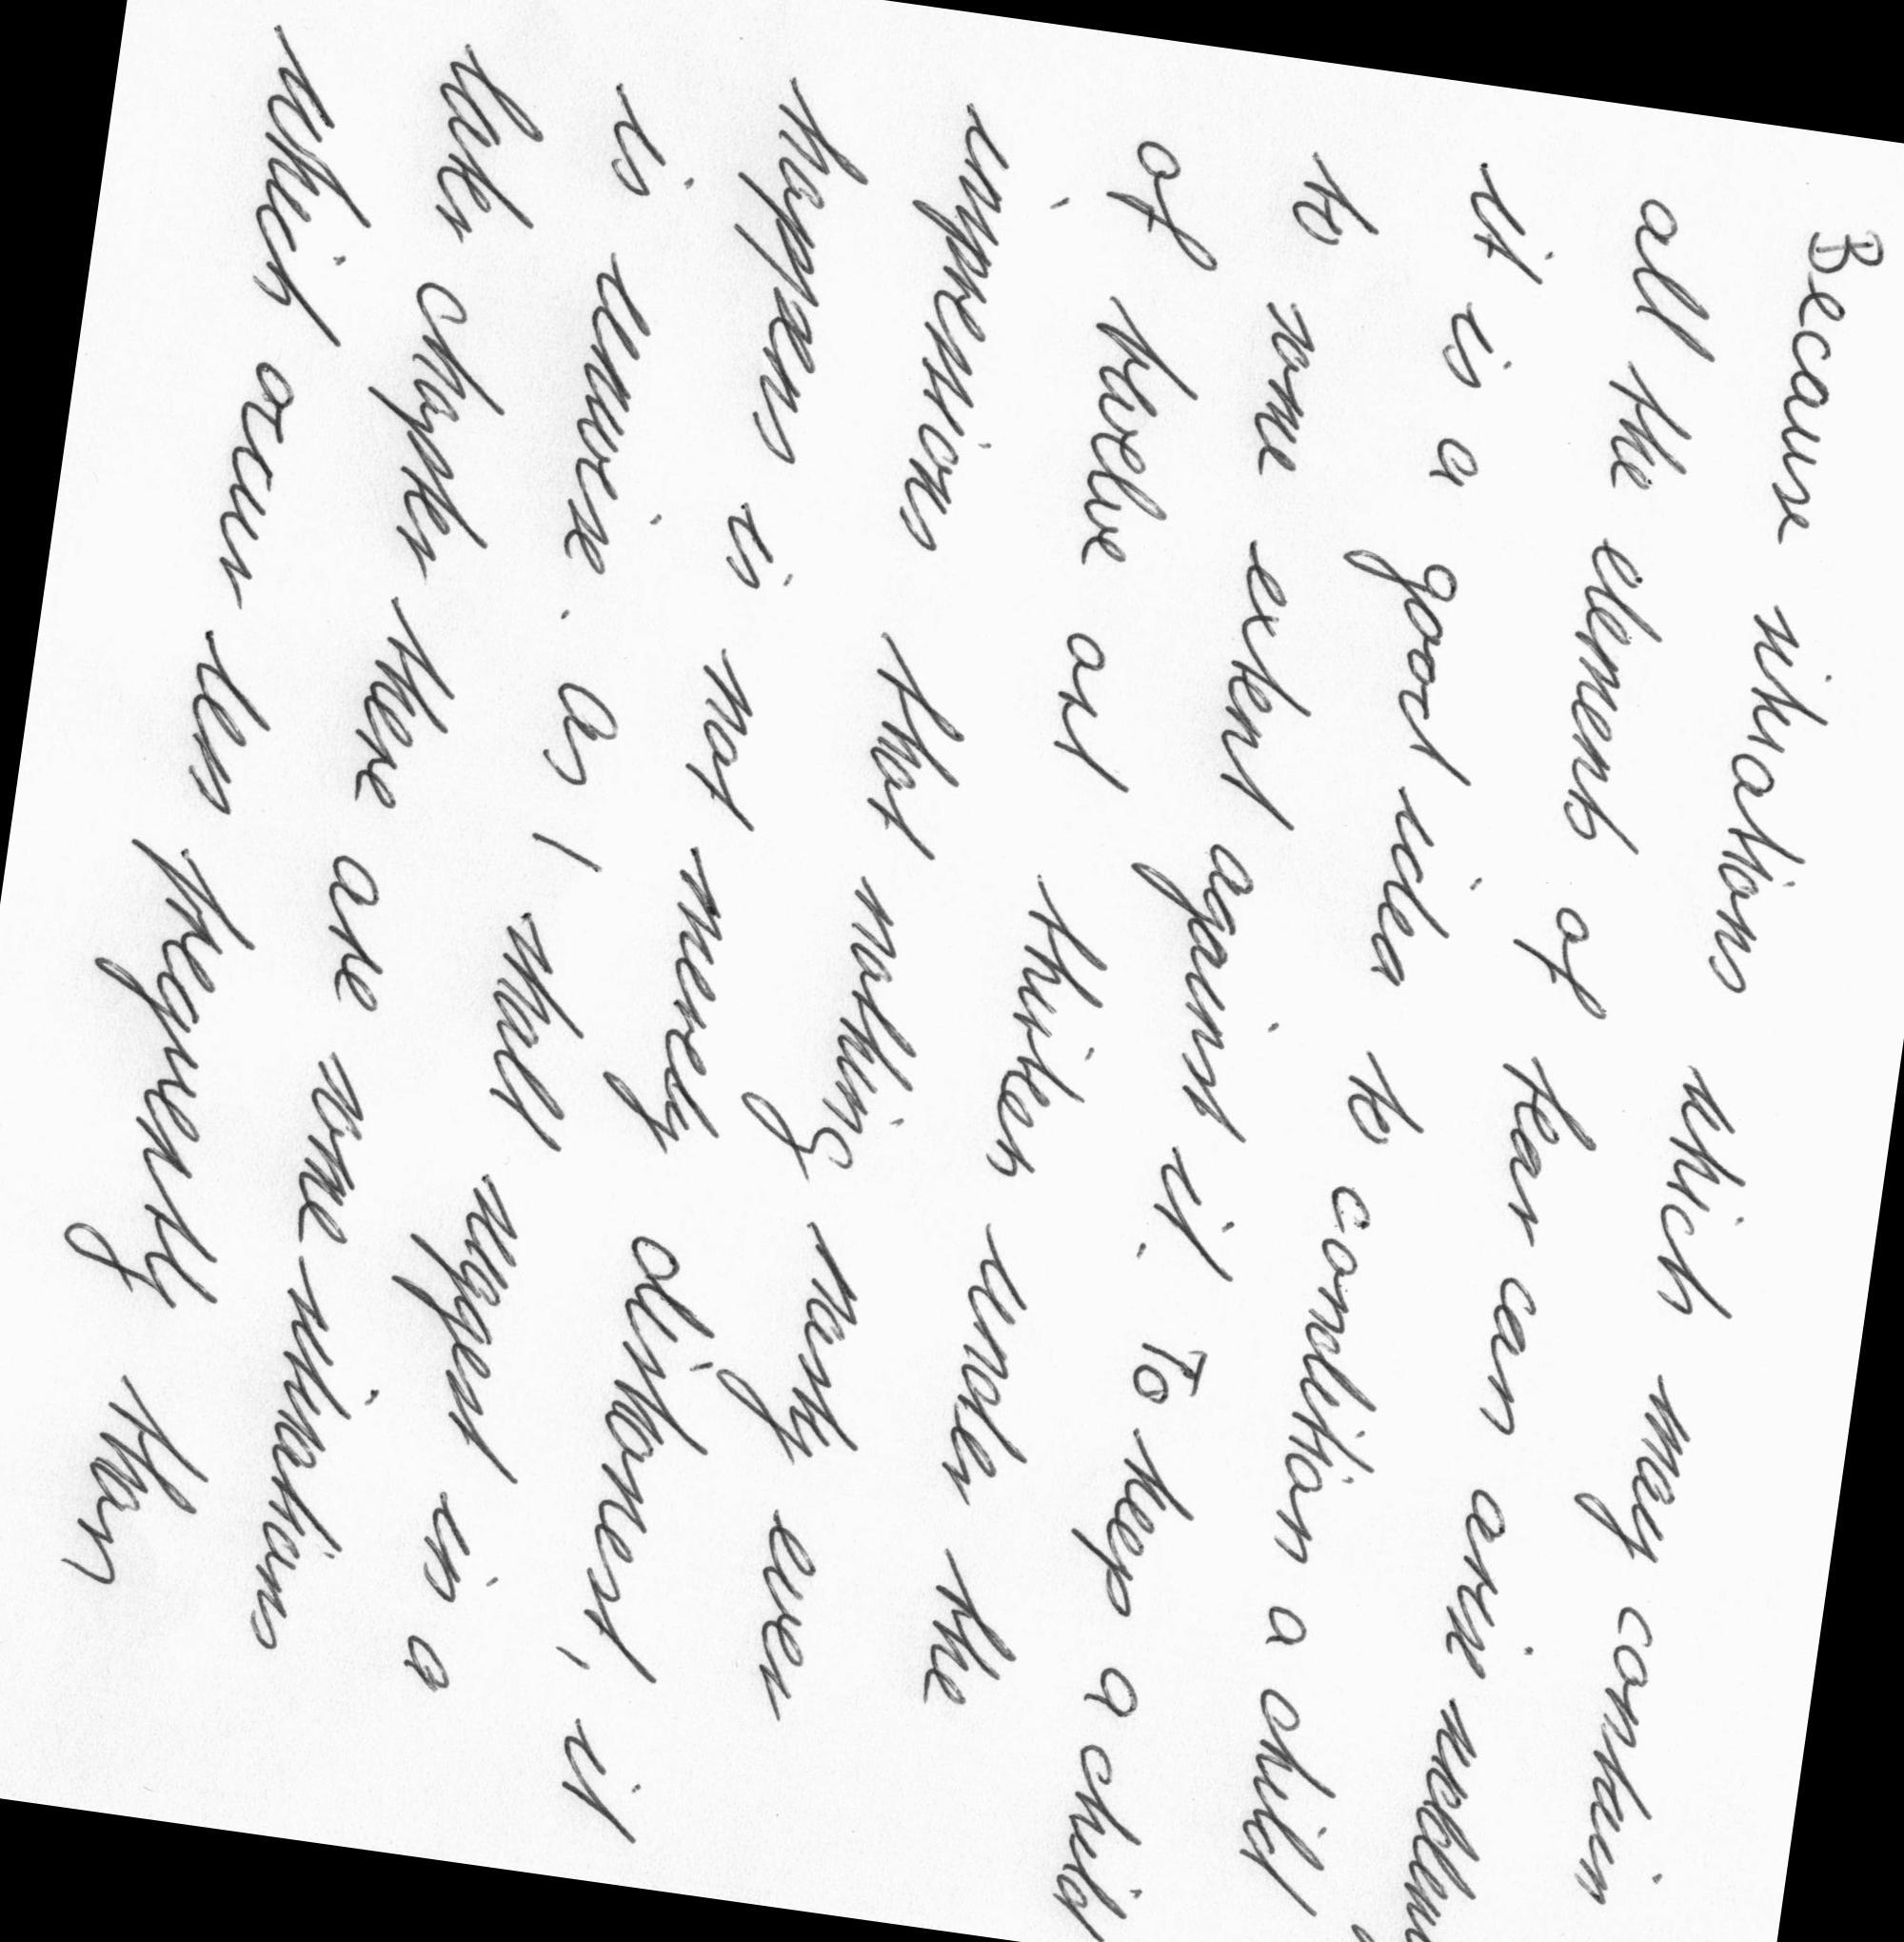 Because situations which may contain
all the elements of fear can arise suddenly
it is a good idea to condition a child
to some extent against it. To keep a child
of twelve or thirteen under the
impressions that nothing nasty ever
happens is not merely dishonest, it
is unwise. as I shall suggest in a
later chapter there are some situations
which occur less frequently than